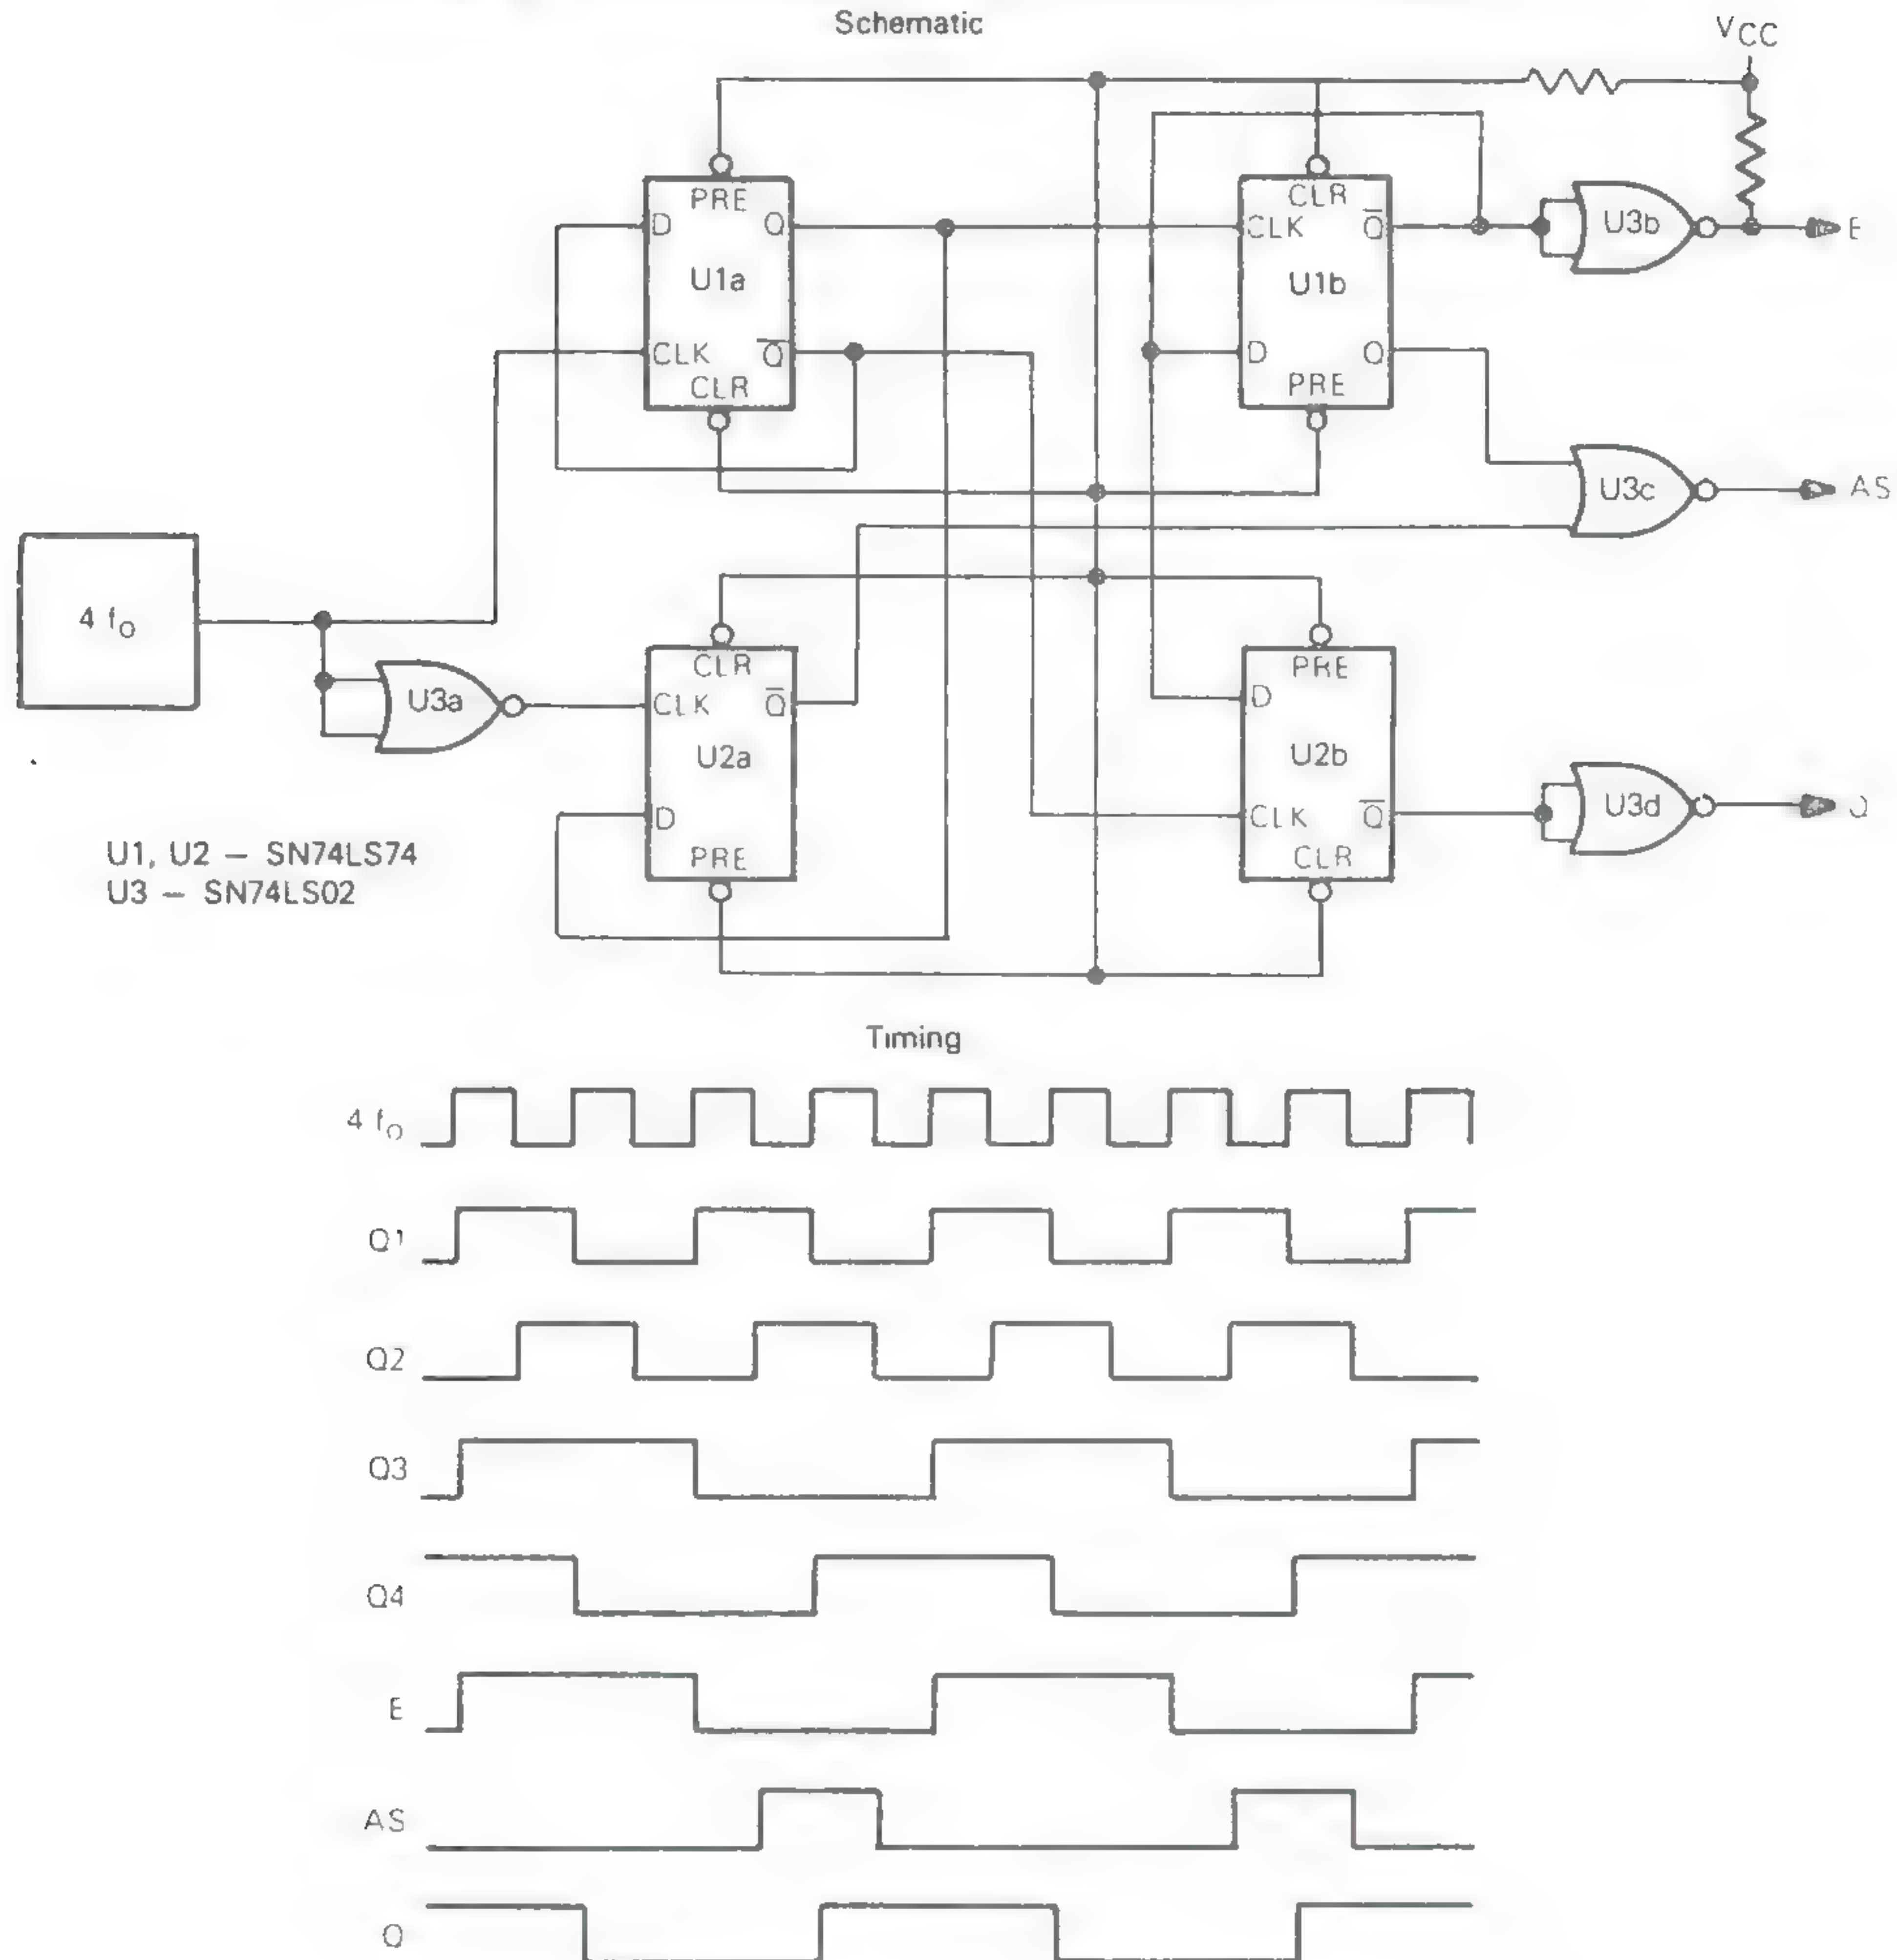 Schematic
VCC
PRE
D Q
U1a
CLK Q̅
CLR
CLR
CLK Q̅
U1b
D Q
PRE
U3b
E
U3c
AS
4 fo
U3a
CLR
CLK Q̅
U2a
D
PRE
PRE
D
U2b
CLK Q̅
CLR
U3d
Q
U1, U2 — SN74LS74
U3 — SN74LS02
Timing
4 fo
Q1
Q2
Q3
Q4
E
AS
Q